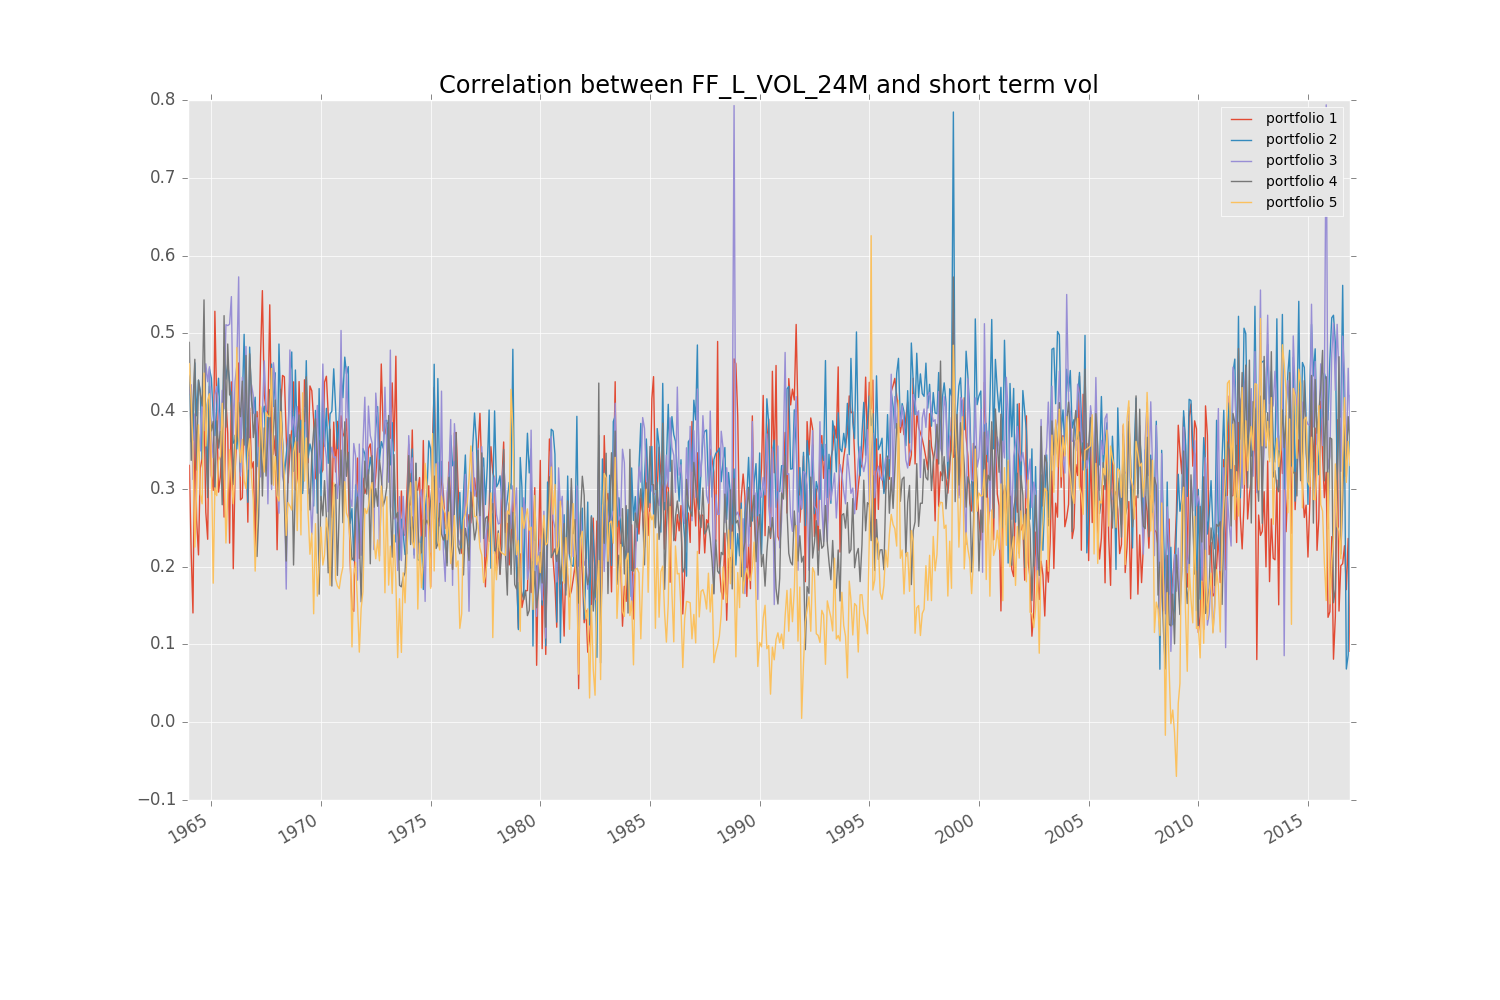 Correlation between FF_L_VOL_24M and short term vol
0.8
0.7
0.6
0.5
0.4
0.3
0.2
0.1
0.0
−0.1
portfolio 1
portfolio 2
portfolio 3
portfolio 4
portfolio 5
1965 1970 1975 1980 1985 1990 1995 2000 2005 2010 2015